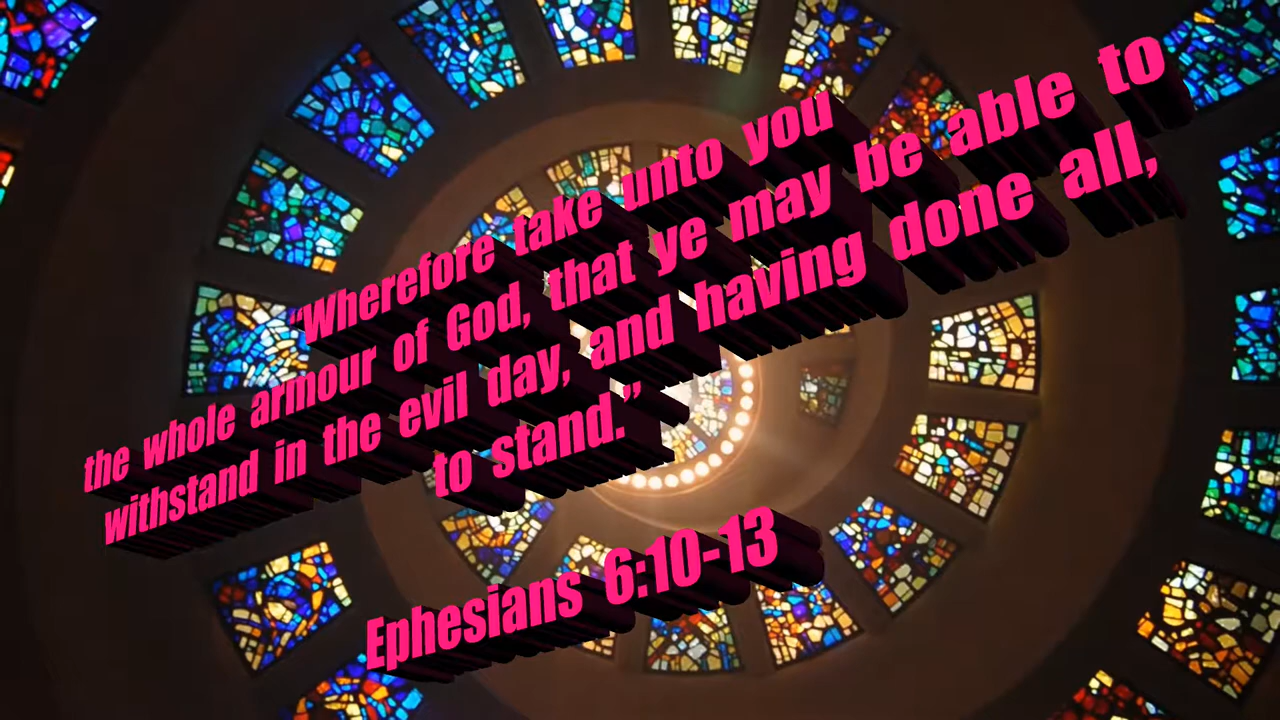 “Wherefore take unto you
the whole armour of God, that ye may be able to
withstand in the evil day, and having done all,
to stand.”
Ephesians 6:10-13